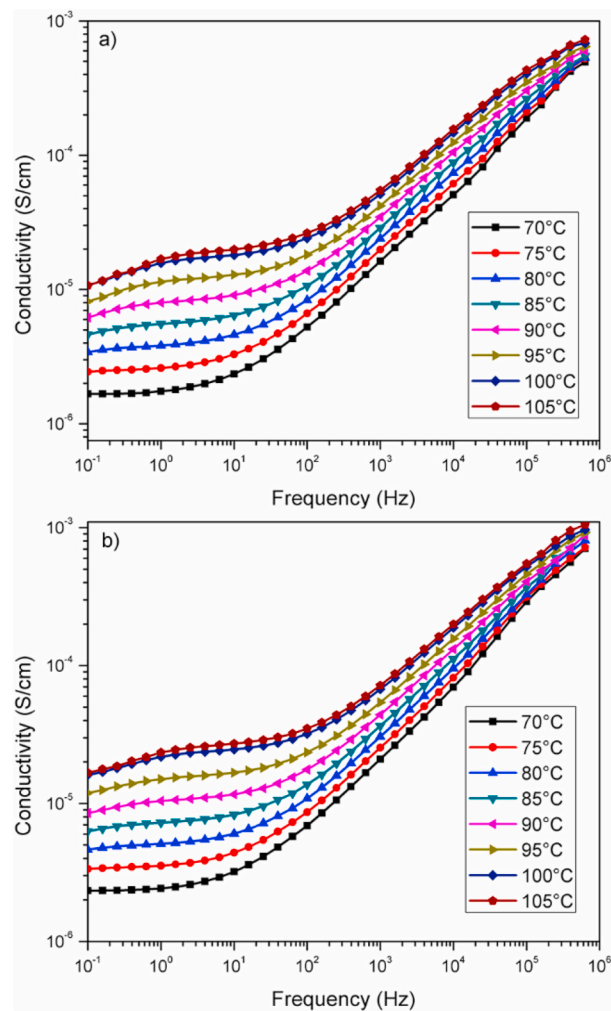 a)
10⁻³
10⁻⁴
10⁻⁵
10⁻⁶
Conductivity (S/cm)
70°C
75°C
80°C
85°C
90°C
95°C
100°C
105°C
10⁻¹ 10⁰ 10¹ 10² 10³ 10⁴ 10⁵ 10⁶
Frequency (Hz)
b)
10⁻³
10⁻⁴
10⁻⁵
10⁻⁶
Conductivity (S/cm)
70°C
75°C
80°C
85°C
90°C
95°C
100°C
105°C
10⁻¹ 10⁰ 10¹ 10² 10³ 10⁴ 10⁵ 10⁶
Frequency (Hz)